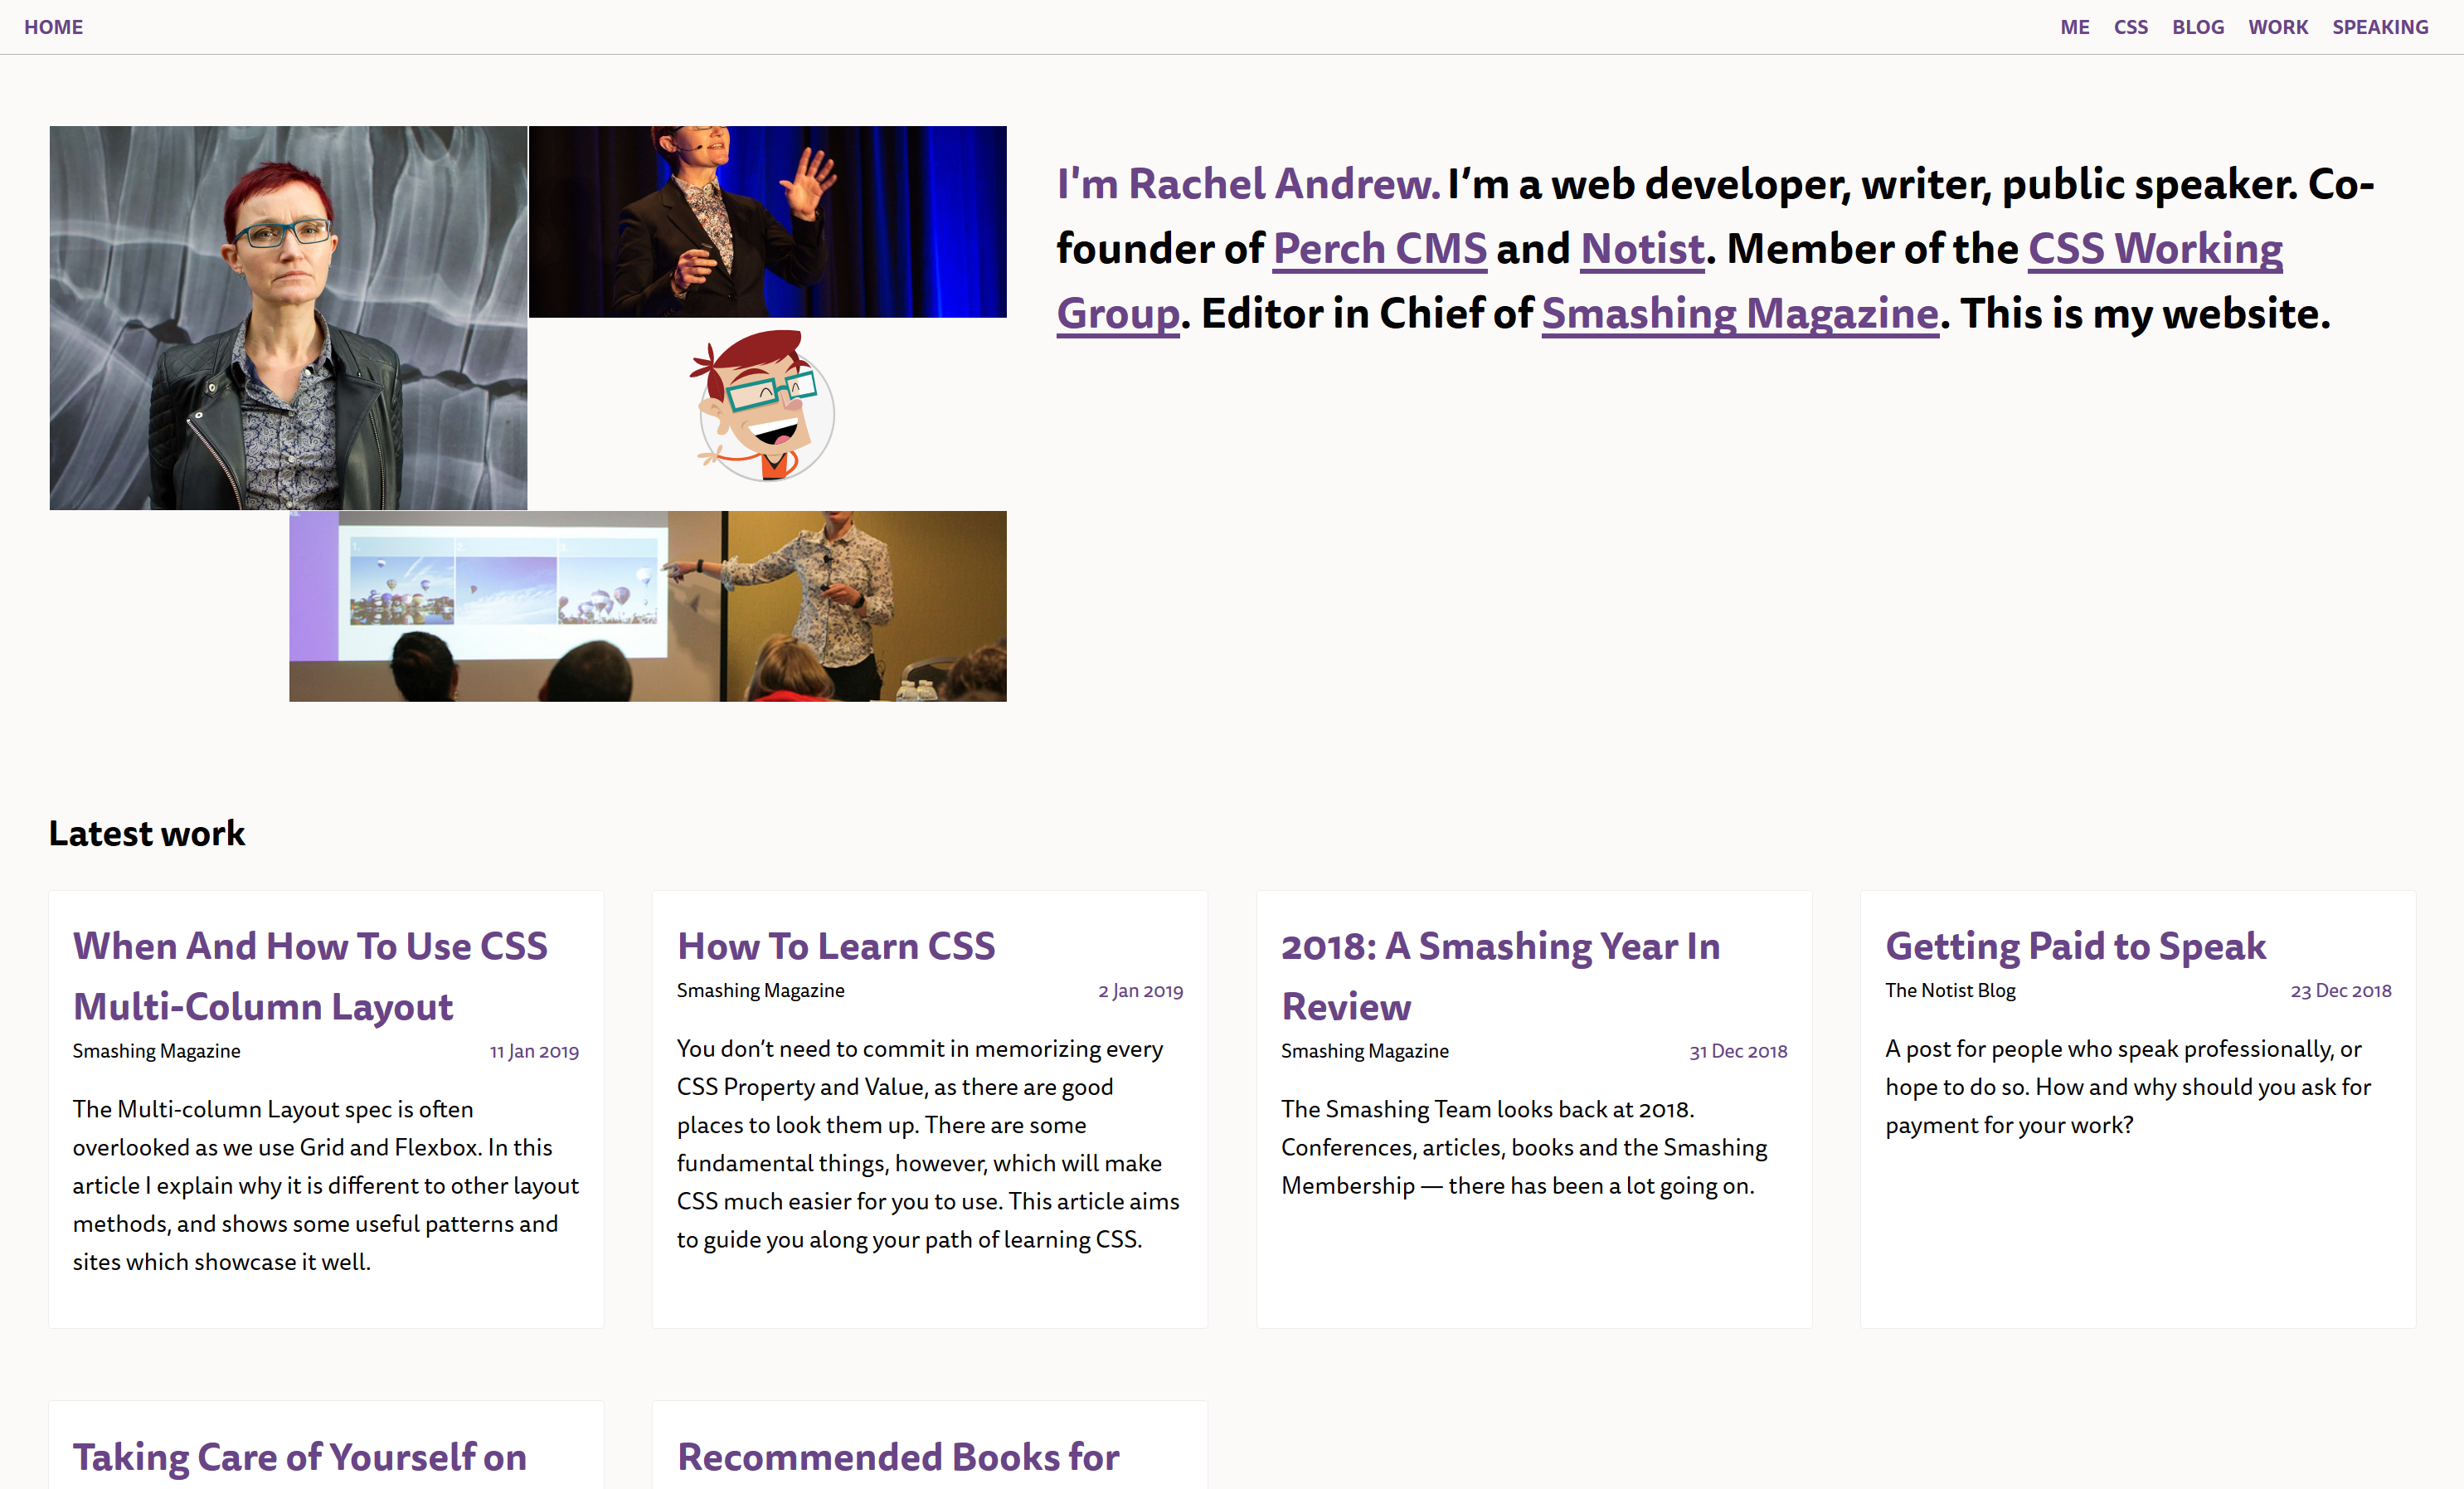 HOME
ME CSS BLOG WORK SPEAKING
I'm Rachel Andrew. I’m a web developer, writer, public speaker. Co-
founder of Perch CMS and Notist. Member of the CSS Working
Group. Editor in Chief of Smashing Magazine. This is my website.
1. 2. 3.
Latest work
When And How To Use CSS
Multi-Column Layout
Smashing Magazine 11 Jan 2019
The Multi-column Layout spec is often
overlooked as we use Grid and Flexbox. In this
article I explain why it is different to other layout
methods, and shows some useful patterns and
sites which showcase it well.
How To Learn CSS
Smashing Magazine 2 Jan 2019
You don’t need to commit in memorizing every
CSS Property and Value, as there are good
places to look them up. There are some
fundamental things, however, which will make
CSS much easier for you to use. This article aims
to guide you along your path of learning CSS.
2018: A Smashing Year In
Review
Smashing Magazine 31 Dec 2018
The Smashing Team looks back at 2018.
Conferences, articles, books and the Smashing
Membership — there has been a lot going on.
Getting Paid to Speak
The Notist Blog 23 Dec 2018
A post for people who speak professionally, or
hope to do so. How and why should you ask for
payment for your work?
Taking Care of Yourself on
Recommended Books for